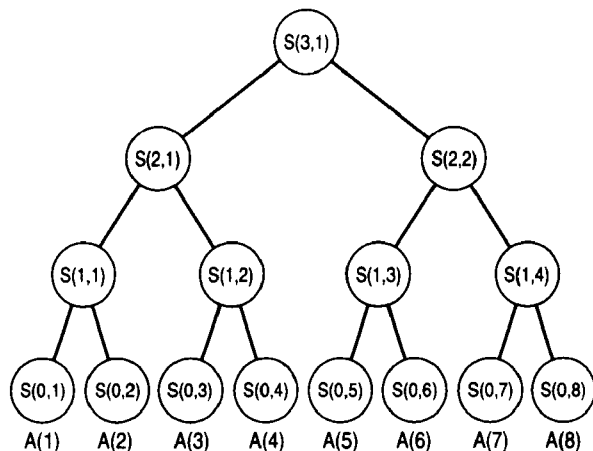 S(3,1)
S(2,1) S(2,2)
S(1,1) S(1,2) S(1,3) S(1,4)
S(0,1) S(0,2) S(0,3) S(0,4) S(0,5) S(0,6) S(0,7) S(0,8)
A(1) A(2) A(3) A(4) A(5) A(6) A(7) A(8)